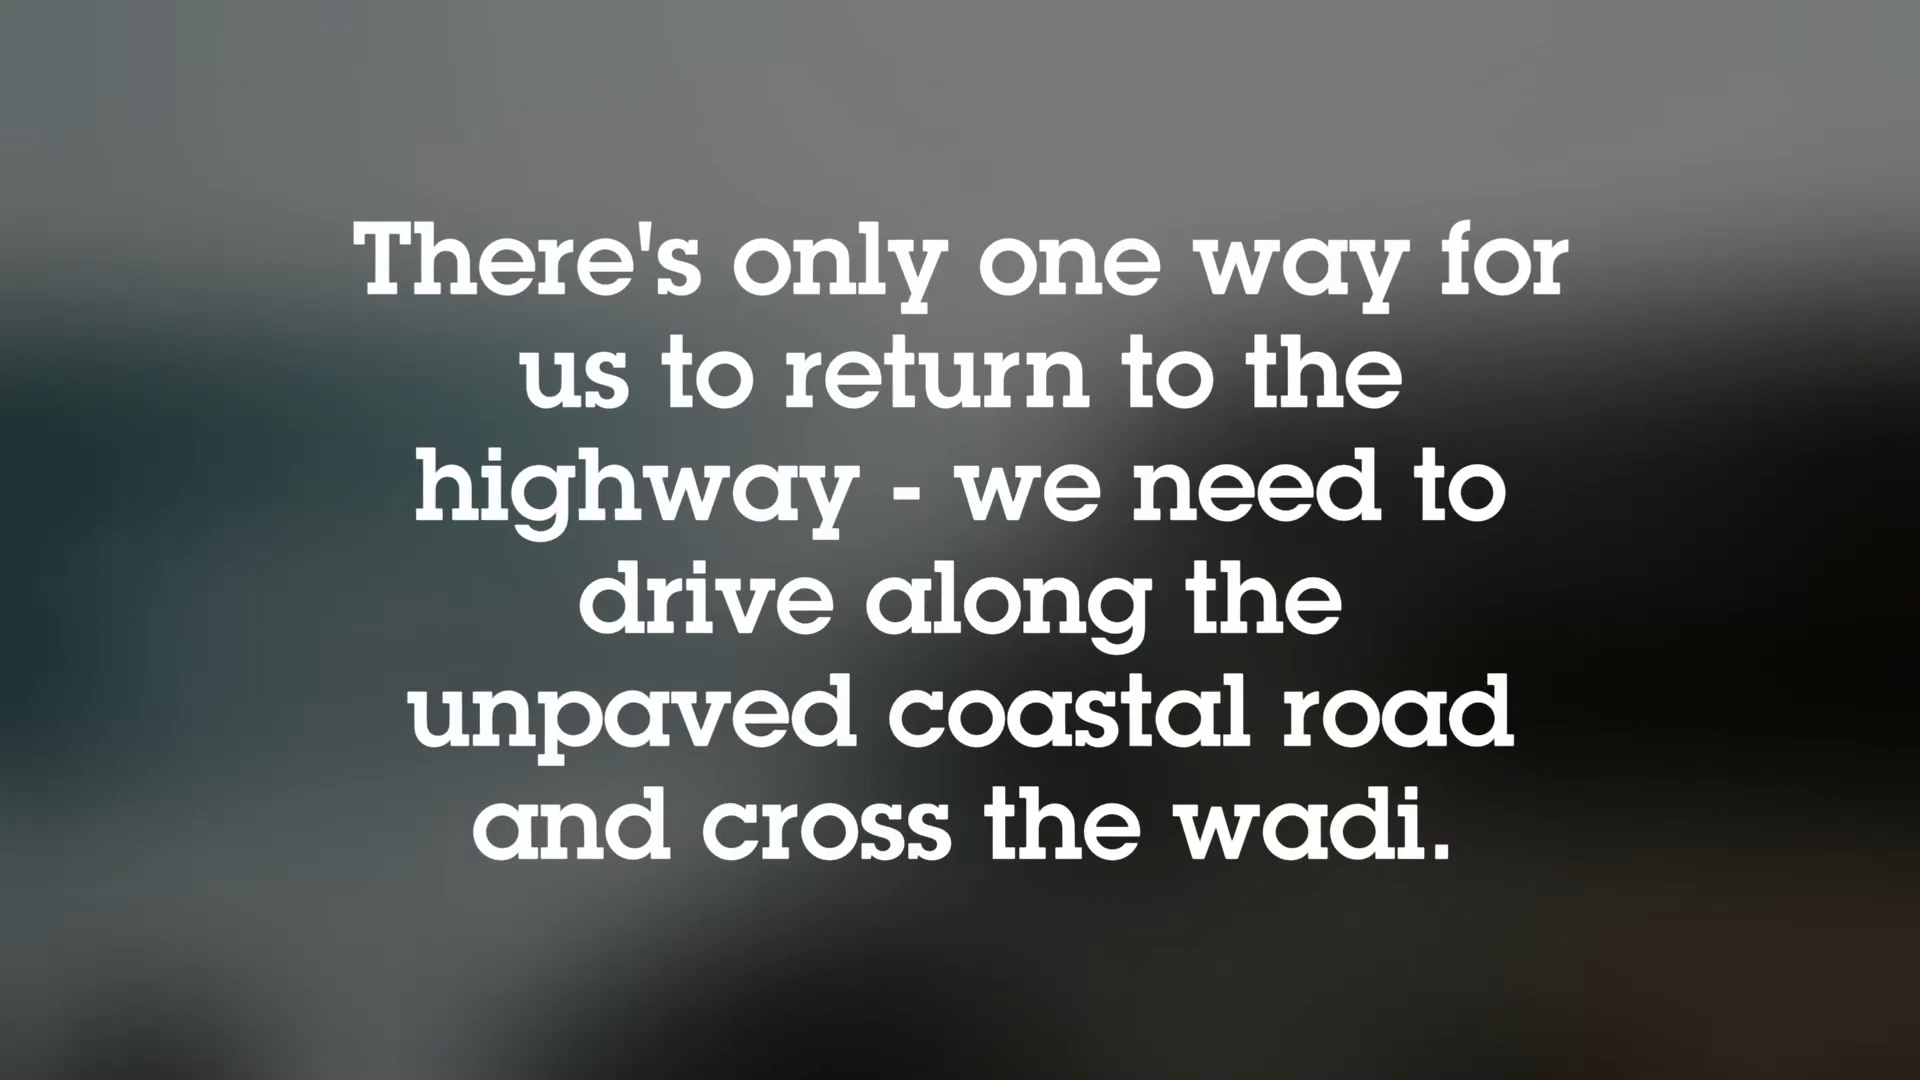 There's only one way for
us to return to the
highway - we need to
drive along the
unpaved coastal road
and cross the wadi.